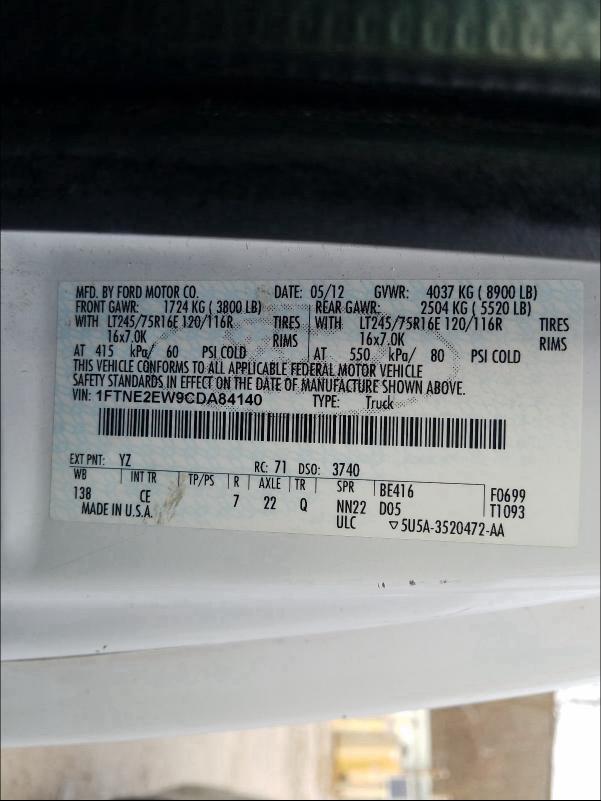 MFD. BY FORD MOTOR CO. DATE: 05/12 GVWR: 4037 KG ( 8900 LB)
FRONT GAWR: 1724 KG ( 3800 LB) REAR GAWR: 2504 KG ( 5520 LB)
WITH LT245/75R16E 120/116R TIRES WITH LT245/75R16E 120/116R TIRES
16x7.0K RIMS 16x7.0K RIMS
AT 415 kPa/ 60 PSI COLD AT 550 kPa/ 80 PSI COLD
THIS VEHICLE CONFORMS TO ALL APPLICABLE FEDERAL MOTOR VEHICLE
SAFETY STANDARDS IN EFFECT ON THE DATE OF MANUFACTURE SHOWN ABOVE.
VIN: 1FTNE2EW9CDA84140 TYPE: Truck
EXT PNT: YZ RC: 71 DSO: 3740
WB INT TR TP/PS R AXLE TR SPR BE416 F0699
138 CE 7 22 Q NN22 D05 T1093
MADE IN U.S.A. ULC ▽5U5A-3520472-AA